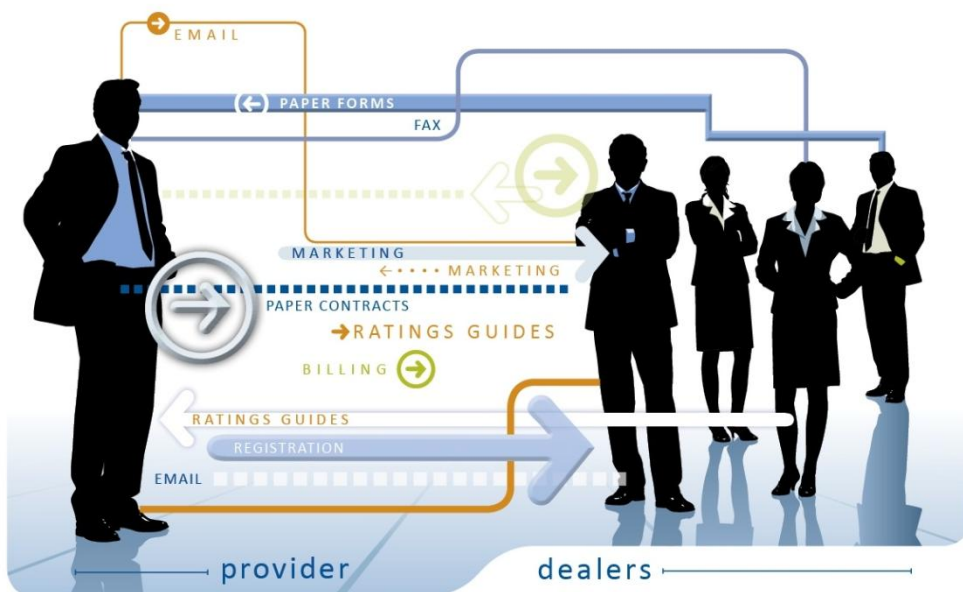 EMAIL
PAPER FORMS
FAX
MARKETING
MARKETING
PAPER CONTRACTS
RATINGS GUIDES
BILLING
RATINGS GUIDES
REGISTRATION
EMAIL
provider
dealers